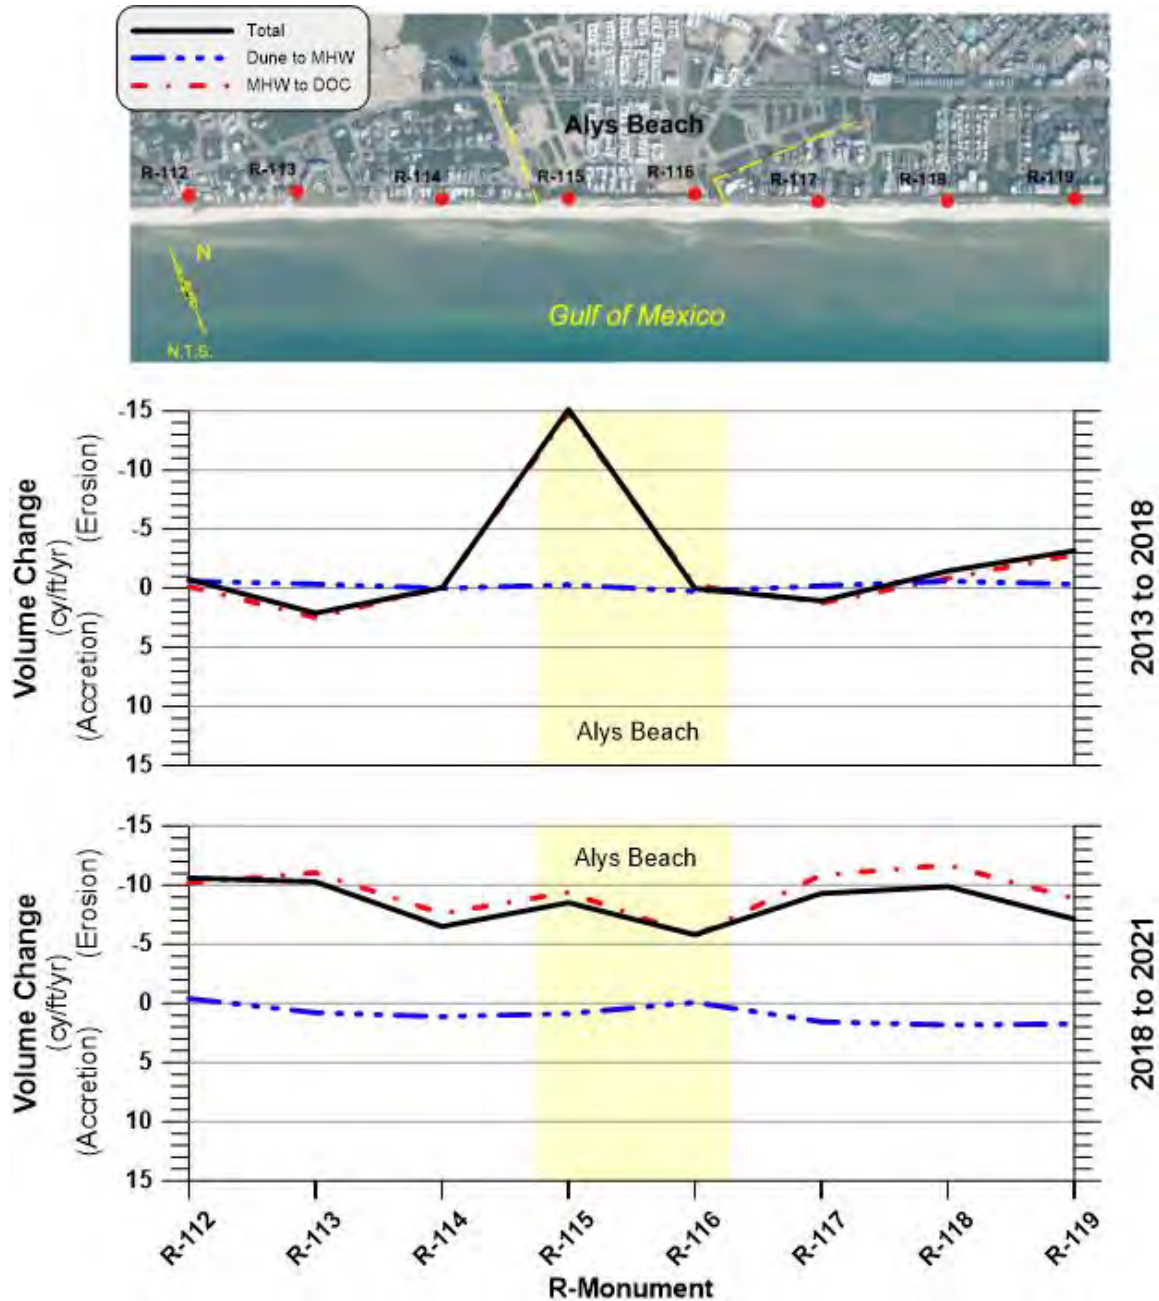 Total
Dune to MHW
MHW to DOC
Alys Beach
R-112
R-113
R-114
R-115
R-116
R-117
R-118
R-119
N
N.T.S.
Gulf of Mexico
Volume Change
(cy/ft/yr)
(Accretion) (Erosion)
-15
-10
-5
0
5
10
15
Alys Beach
2013 to 2018
Volume Change
(cy/ft/yr)
(Accretion) (Erosion)
-15
-10
-5
0
5
10
15
Alys Beach
2018 to 2021
R-112
R-113
R-114
R-115
R-116
R-117
R-118
R-119
R-Monument